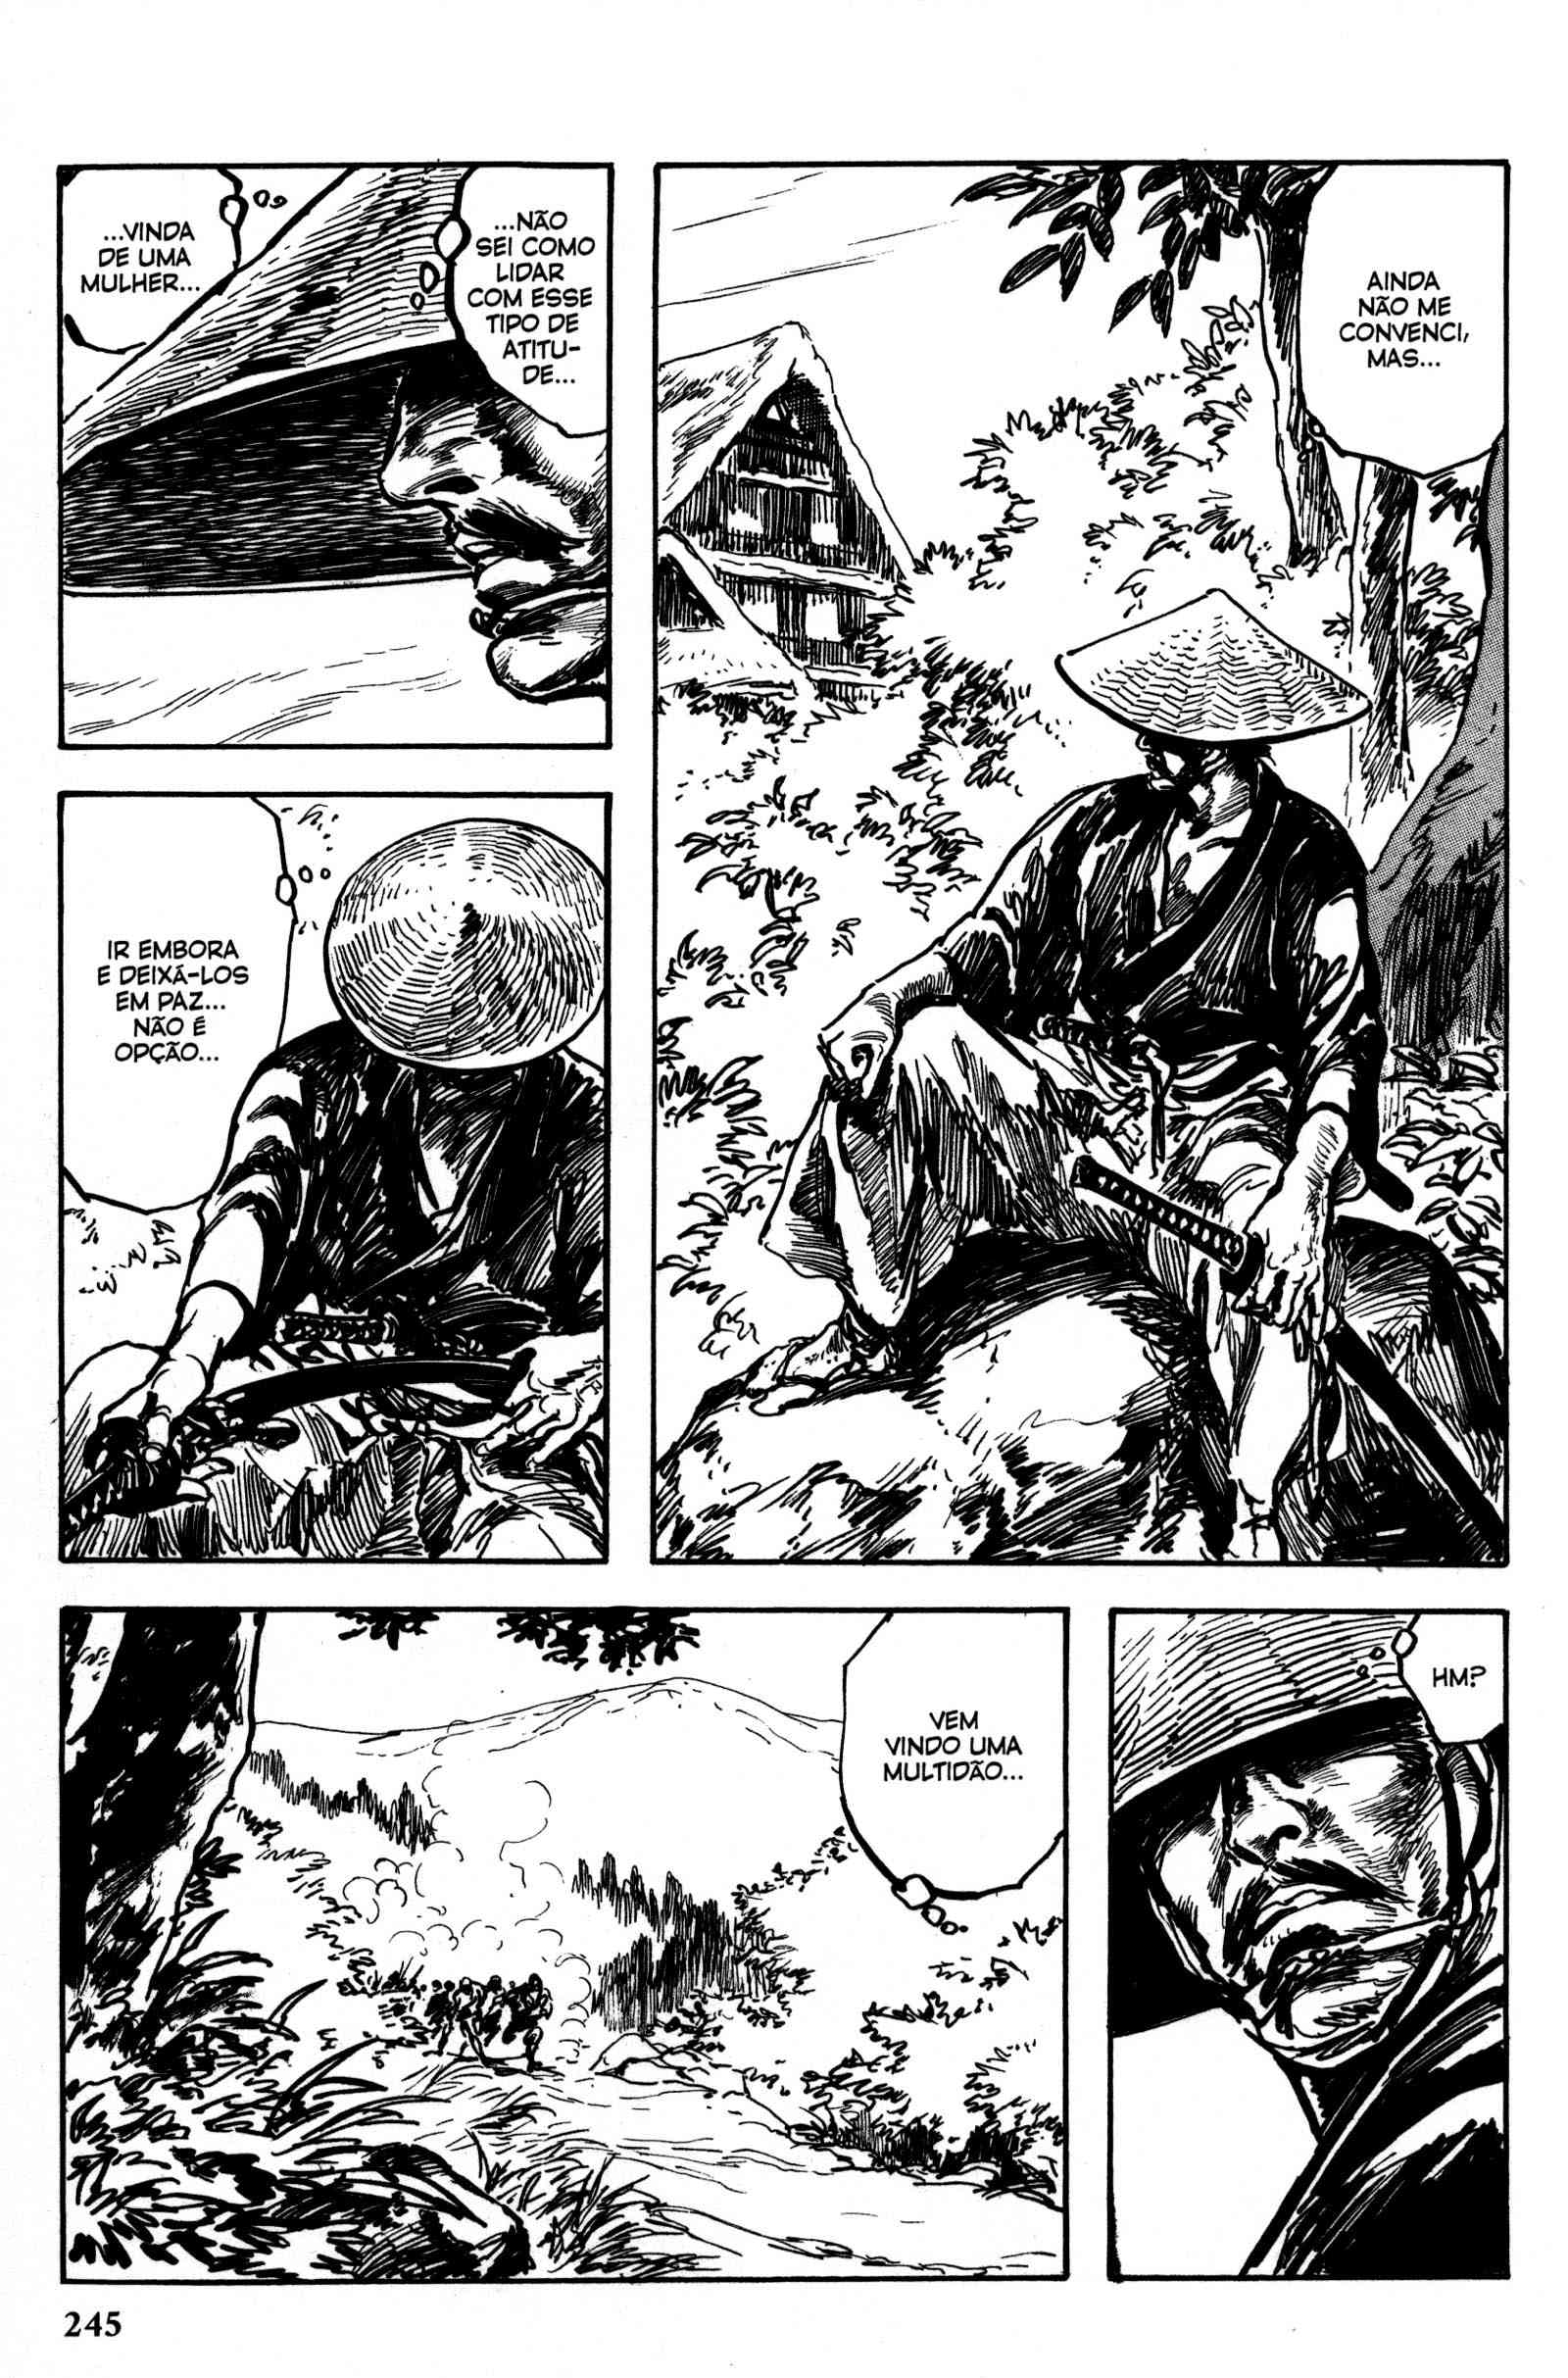 AINDA
NÃO ME
CONVENCI,
MAS...
...NÃO
SEI COMO
LIDAR
COM ESSE
TIPO DE
ATITU-
DE...
...VINDA
DE UMA
MULHER...
IR EMBORA
E DEIXÁ-LOS
EM PAZ...
NÃO É
OPÇÃO...
HM?
VEM
VINDO UMA
MULTIDÃO...
245